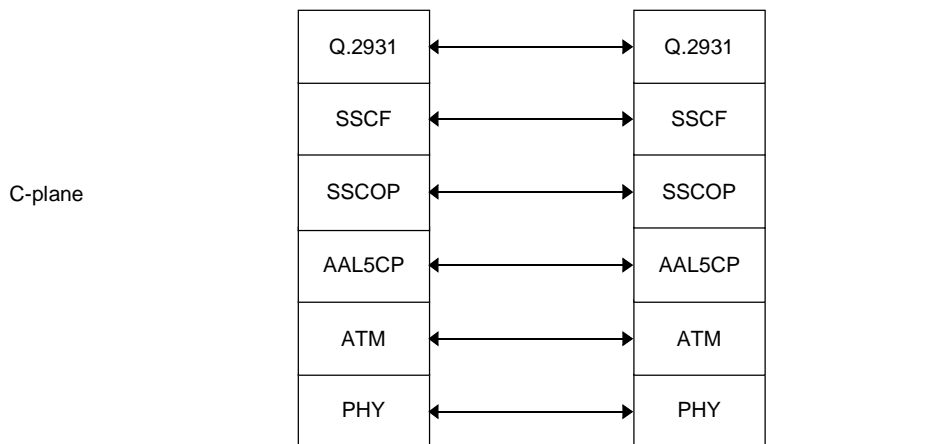 Q.2931 Q.2931
SSCF SSCF
C-plane SSCOP SSCOP
AAL5CP AAL5CP
ATM ATM
PHY PHY